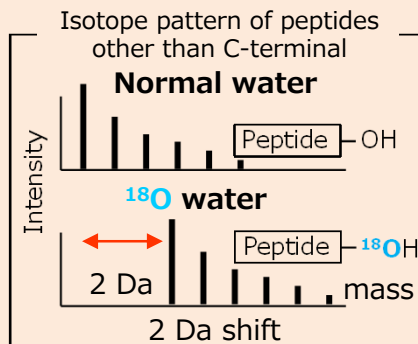 Isotope pattern of peptides
other than C-terminal
Normal water
Peptide OH
Intensity
18O water
Peptide 18OH
2 Da
mass
2 Da shift